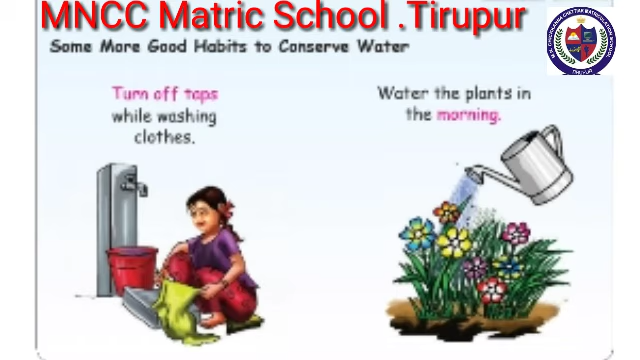 MNCC Matric School .Tirupur
Some More Good Habits to Conserve Water
Turn off taps
while washing
clothes.
Water the plants in
the morning.